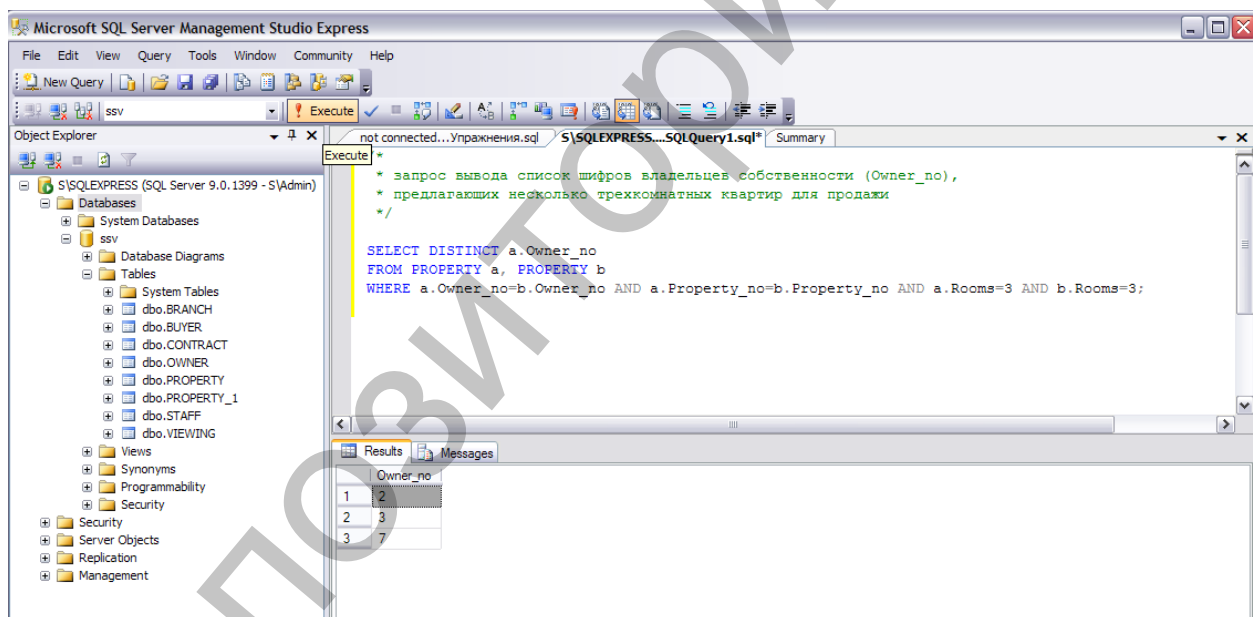 Microsoft SQL Server Management Studio Express
File Edit View Query Tools Window Community Help
New Query
ssv Execute
Object Explorer
not connected...Упражнения.sql S\SQLEXPRESS....SQLQuery1.sql* Summary
Execute
S\SQLEXPRESS (SQL Server 9.0.1399 - S\Admin)
Databases
System Databases
ssv
Database Diagrams
Tables
System Tables
dbo.BRANCH
dbo.BUYER
dbo.CONTRACT
dbo.OWNER
dbo.PROPERTY
dbo.PROPERTY_1
dbo.STAFF
dbo.VIEWING
Views
Synonyms
Programmability
Security
Security
Server Objects
Replication
Management
/*
* запрос вывода список шифров владельцев собственности (Owner_no),
* предлагающих несколько трехкомнатных квартир для продажи
*/
SELECT DISTINCT a.Owner_no
FROM PROPERTY a, PROPERTY b
WHERE a.Owner_no=b.Owner_no AND a.Property_no=b.Property_no AND a.Rooms=3 AND b.Rooms=3;
Results Messages
Owner_no
1 2
2 3
3 7